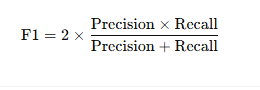 F1 = 2 × Precision × Recall
Precision + Recall